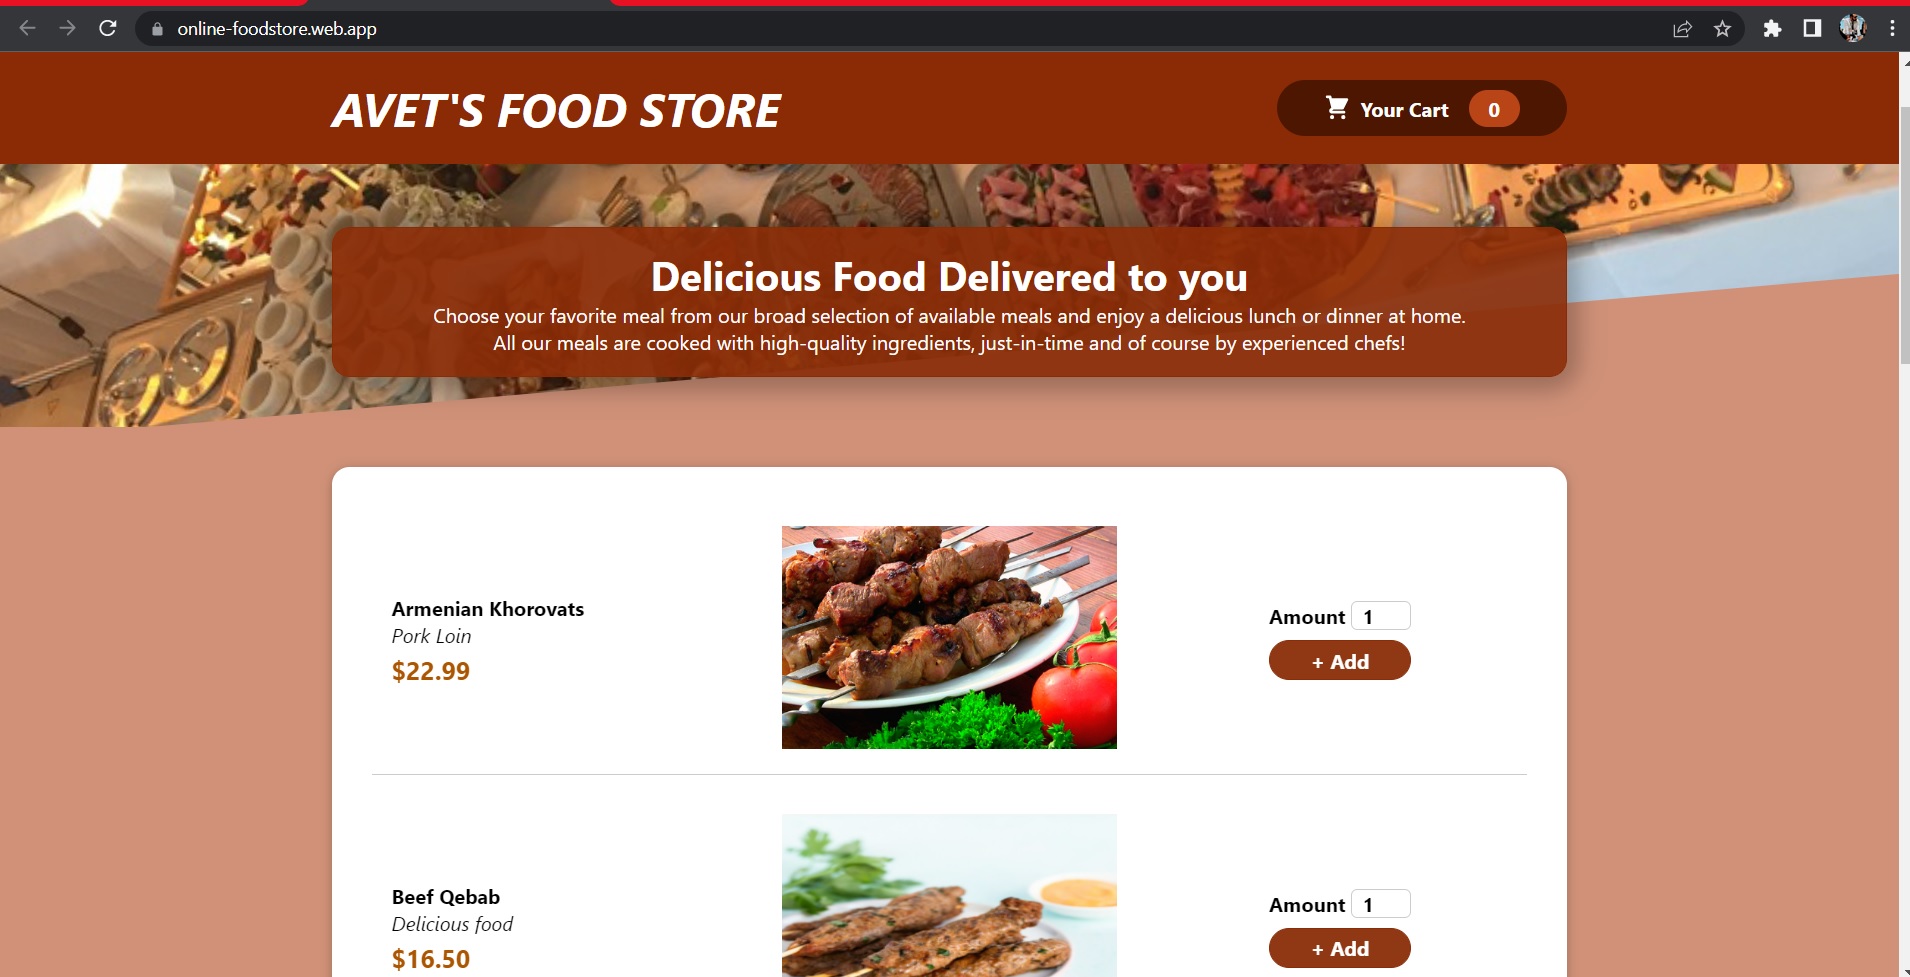 online-foodstore.web.app
AVET'S FOOD STORE
Your Cart 0
Delicious Food Delivered to you
Choose your favorite meal from our broad selection of available meals and enjoy a delicious lunch or dinner at home.
All our meals are cooked with high-quality ingredients, just-in-time and of course by experienced chefs!
Armenian Khorovats
Pork Loin
$22.99
Amount 1
+ Add
Beef Qebab
Delicious food
$16.50
Amount 1
+ Add